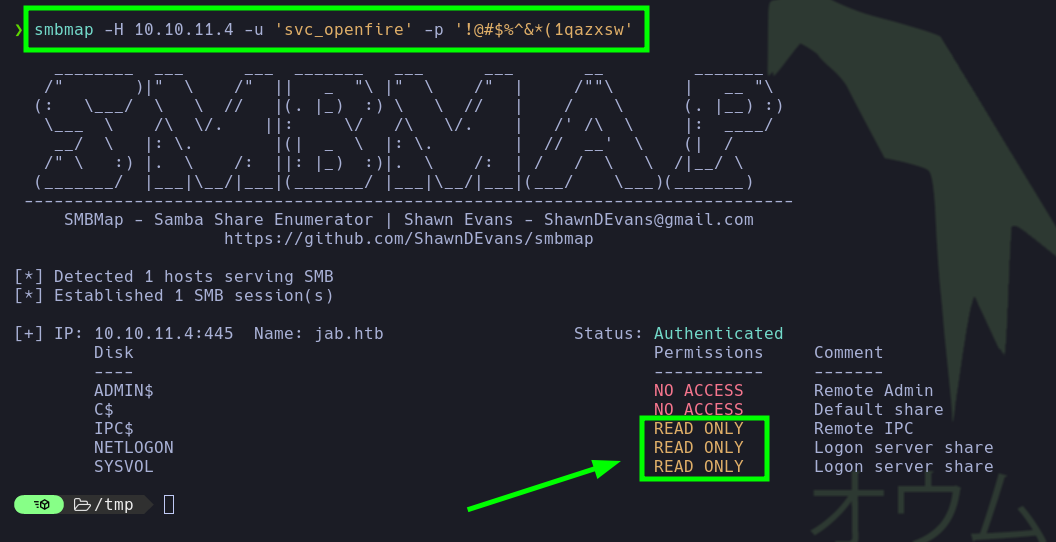 ❯ smbmap -H 10.10.11.4 -u 'svc_openfire' -p '!@#$%^&*(1qazxsw'
SMBMAP
SMBMap - Samba Share Enumerator | Shawn Evans - ShawnDEvans@gmail.com
https://github.com/ShawnDEvans/smbmap
[*] Detected 1 hosts serving SMB
[*] Established 1 SMB session(s)
[+] IP: 10.10.11.4:445 Name: jab.htb Status: Authenticated
Disk Permissions Comment
---- ----------- -------
ADMIN$ NO ACCESS Remote Admin
C$ NO ACCESS Default share
IPC$ READ ONLY Remote IPC
NETLOGON READ ONLY Logon server share
SYSVOL READ ONLY Logon server share
/tmp
オウム